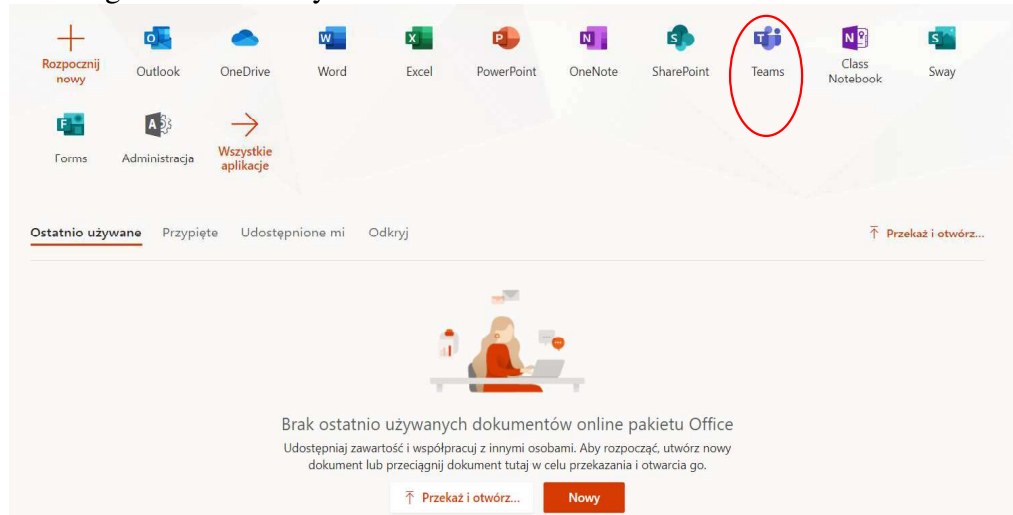 Rozpocznij nowy
Outlook
OneDrive
Word
Excel
PowerPoint
OneNote
SharePoint
Teams
Class Notebook
Sway
Forms
Administracja
Wszystkie aplikacje
Ostatnio używane Przypięte Udostępnione mi Odkryj
Przekaż i otwórz...
Brak ostatnio używanych dokumentów online pakietu Office
Udostępniaj zawartość i współpracuj z innymi osobami. Aby rozpocząć, utwórz nowy
dokument lub przeciągnij dokument tutaj w celu przekazania i otwarcia go.
Przekaż i otwórz...
Nowy